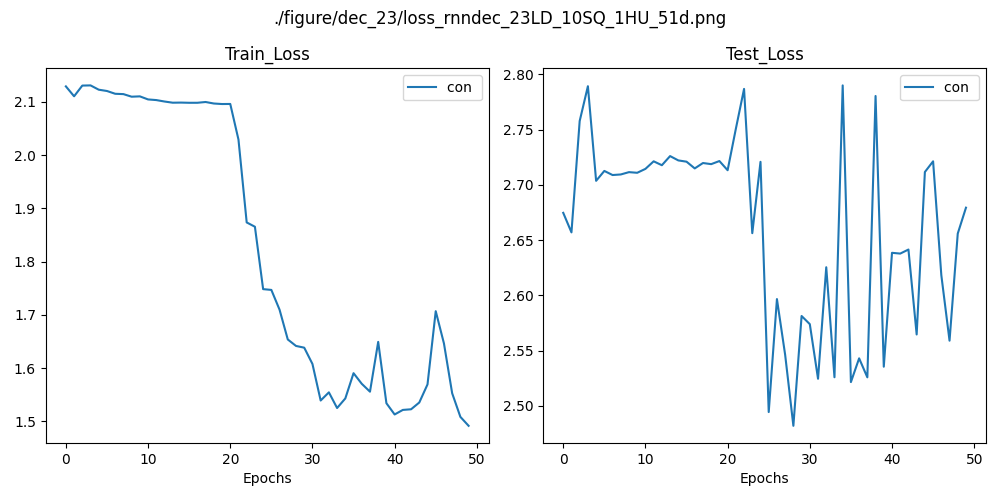 ./figure/dec_23/loss_rnndec_23LD_10SQ_1HU_51d.png
Train_Loss
con
2.1
2.0
1.9
1.8
1.7
1.6
1.5
0 10 20 30 40 50
Epochs
Test_Loss
con
2.80
2.75
2.70
2.65
2.60
2.55
2.50
0 10 20 30 40 50
Epochs